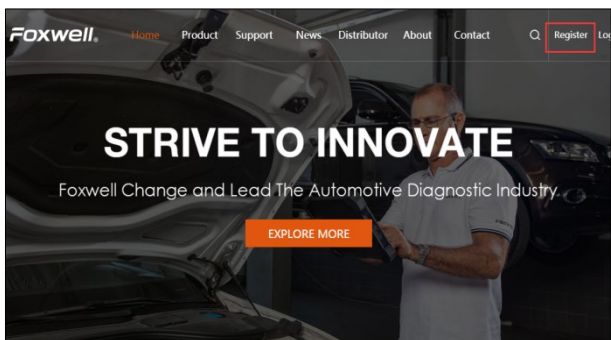 Foxwell® Home Product Support News Distributor About Contact Register Log
STRIVE TO INNOVATE
Foxwell Change and Lead The Automotive Diagnostic Industry.
EXPLORE MORE